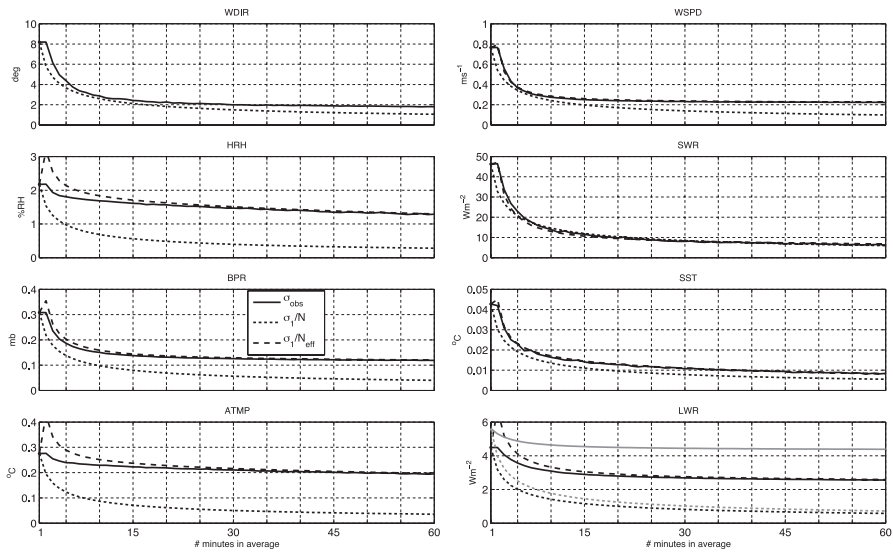 WDIR
10
8
6
4
2
0
deg
WSPD
1
0.8
0.6
0.4
0.2
0
ms⁻¹
HRH
3
2
1
0
%RH
SWR
50
40
30
20
10
0
Wm⁻²
BPR
0.4
0.3
0.2
0.1
0
mb
σobs
σ1/N
σ1/Neff
SST
0.05
0.04
0.03
0.02
0.01
0
°C
ATMP
0.4
0.3
0.2
0.1
0
°C
1 15 30 45 60
# minutes in average
LWR
6
4
2
0
Wm⁻²
1 15 30 45 60
# minutes in average